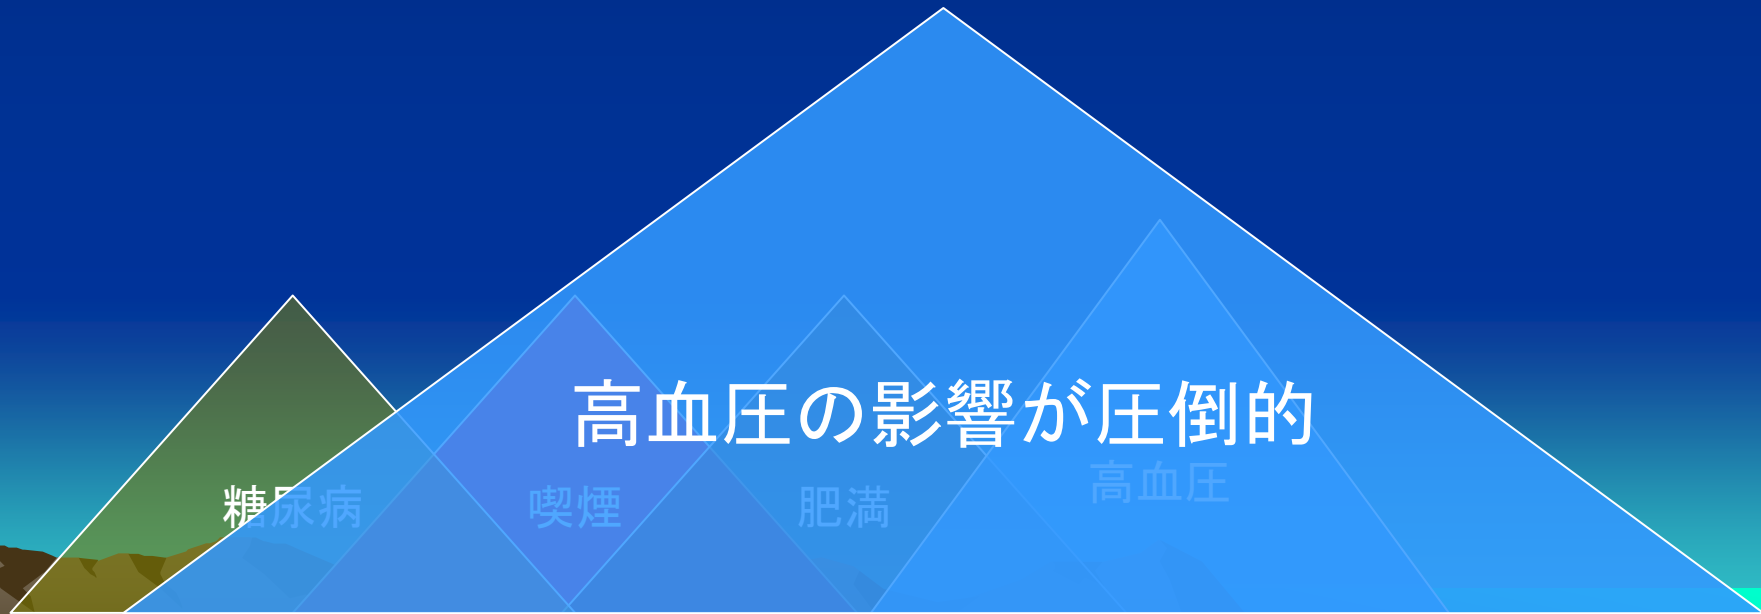 高血圧の影響が圧倒的
高血圧
糖尿病
喫煙
肥満